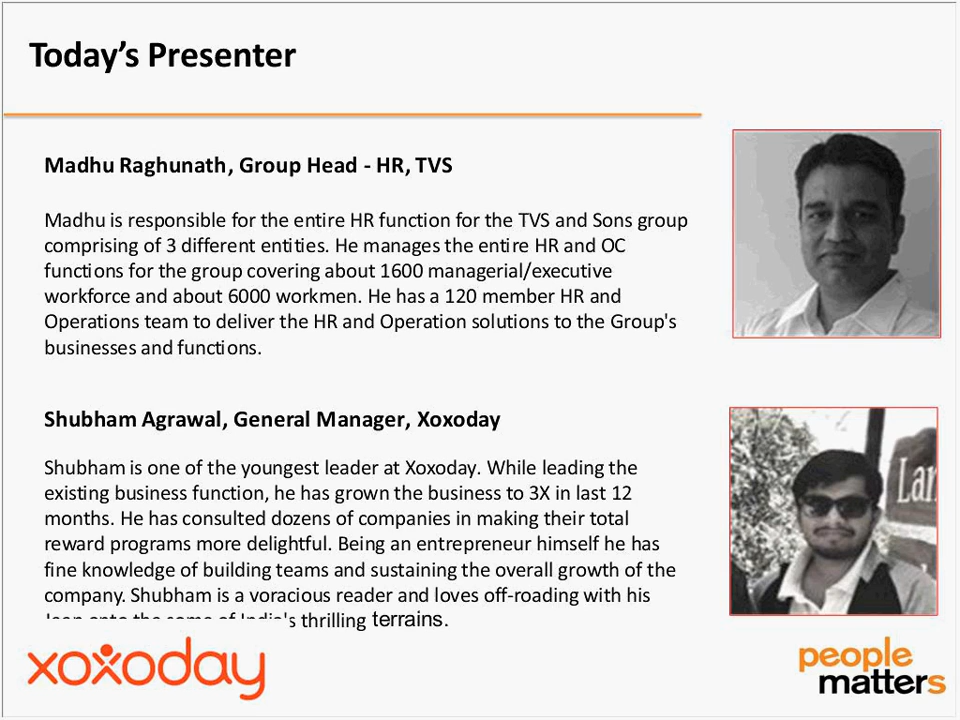 Today's Presenter
Madhu Raghunath, Group Head - HR, TVS
Madhu is responsible for the entire HR function for the TVS and Sons group
comprising of 3 different entities. He manages the entire HR and OC
functions for the group covering about 1600 managerial/executive
workforce and about 6000 workmen. He has a 120 member HR and
Operations team to deliver the HR and Operation solutions to the Group's
businesses and functions.
Shubham Agrawal, General Manager, Xoxoday
Shubham is one of the youngest leader at Xoxoday. While leading the
existing business function, he has grown the business to 3X in last 12
months. He has consulted dozens of companies in making their total
reward programs more delightful. Being an entrepreneur himself he has
fine knowledge of building teams and sustaining the overall growth of the
company. Shubham is a voracious reader and loves off-roading with his
thrilling terrains.
Lan
xoxoday
people
matters